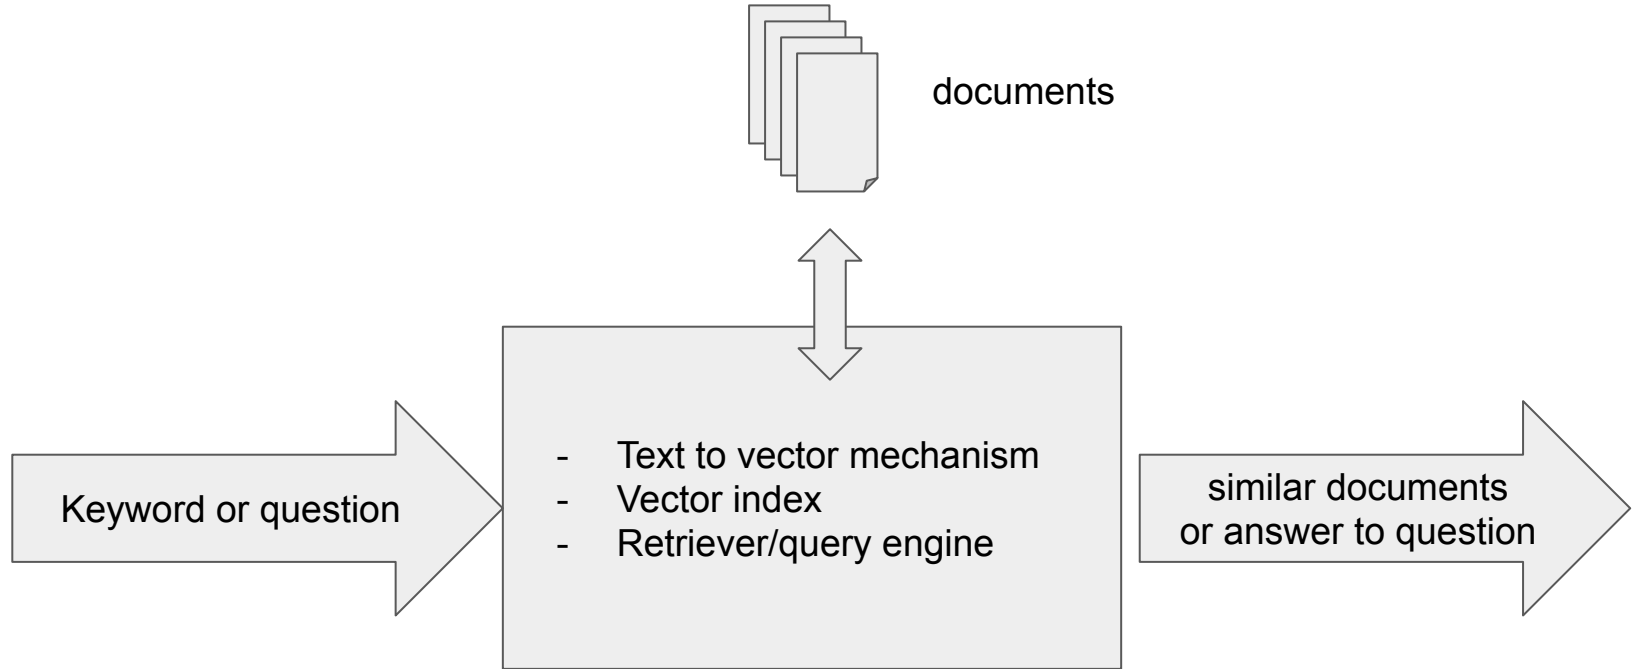 documents
Keyword or question
- Text to vector mechanism
- Vector index
- Retriever/query engine
similar documents
or answer to question